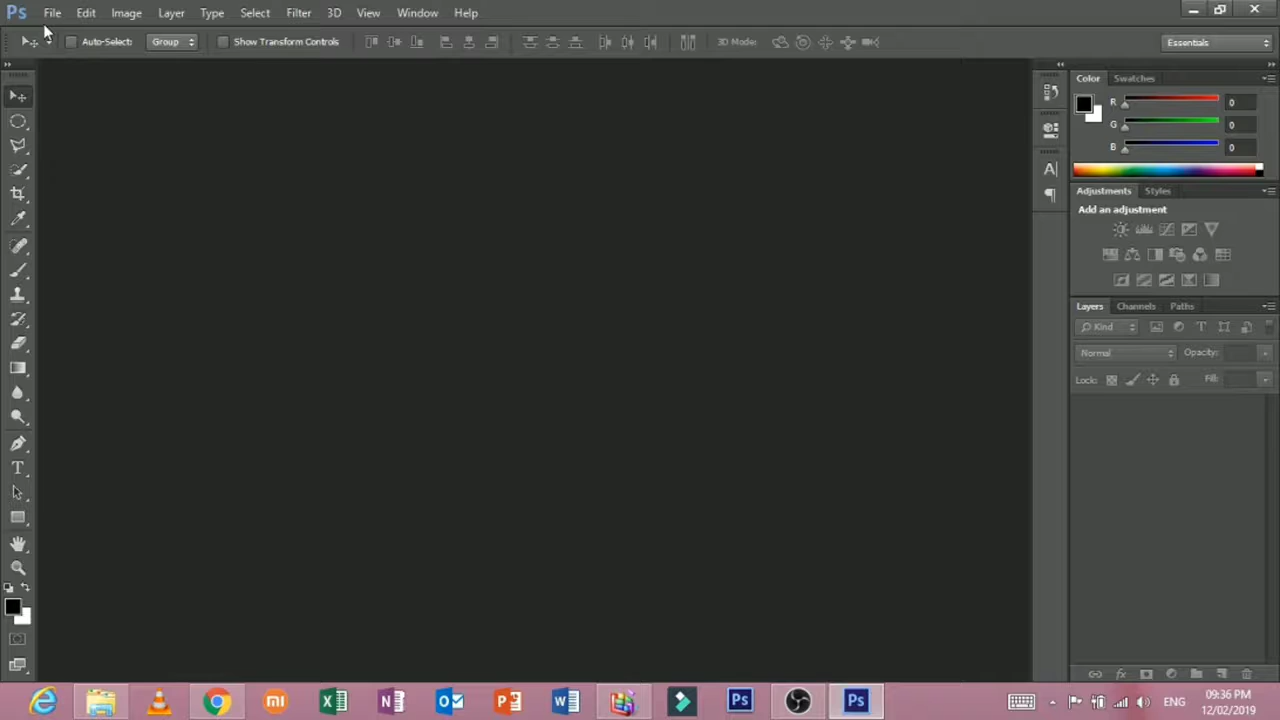 Ps File Edit Image Layer Type Select Filter 3D View Window Help
Auto-Select: Group Show Transform Controls 3D Mode: Essentials
Color Swatches
R 0
G 0
B 0
Adjustments Styles
Add an adjustment
Layers Channels Paths
Kind
Normal Opacity:
Lock: Fill:
ENG
09:36 PM
12/02/2019